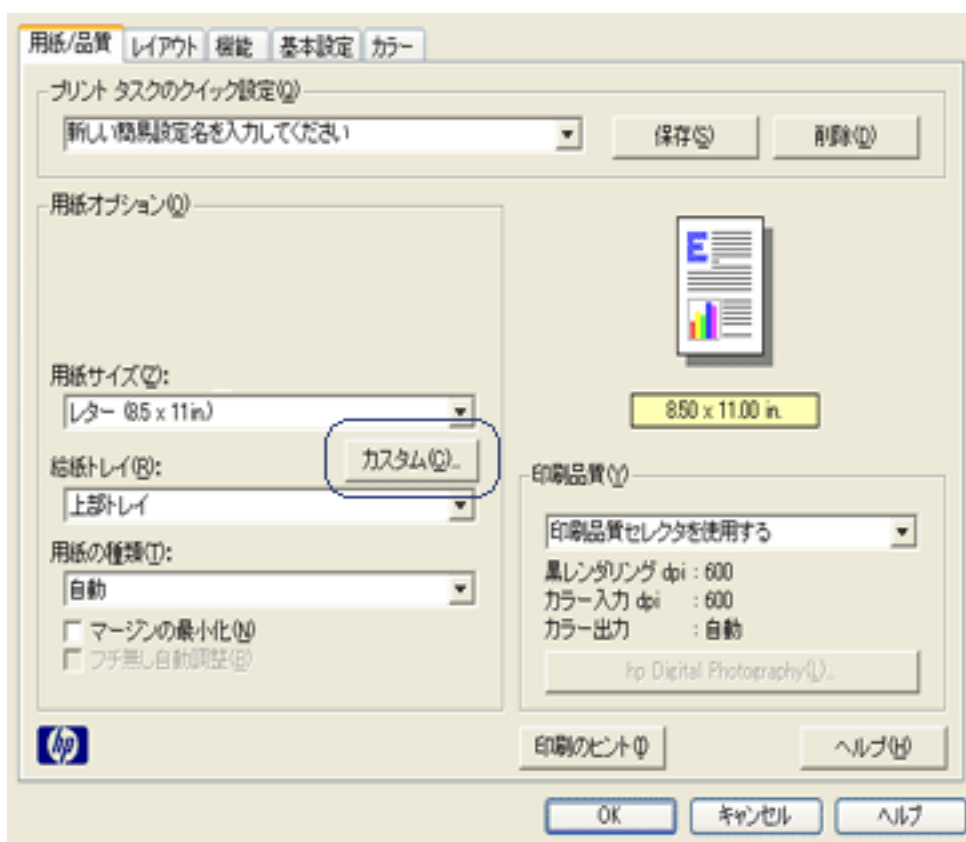 用紙/品質 レイアウト 機能 基本設定 カラー
プリント タスクのクイック設定(Q)
新しい簡易設定名を入力してください
保存(S) 削除(D)
用紙オプション(O)
E
用紙サイズ(Z):
レター (8.5 x 11 in.)
8.50 x 11.00 in.
カスタム(C)...
給紙トレイ(R):
上部トレイ
用紙の種類(T):
自動
マージンの最小化(N)
フチ無し自動調整(B)
印刷品質(Y)
印刷品質セレクタを使用する
黒レンダリング dpi : 600
カラー入力 dpi : 600
カラー出力 : 自動
hp Digital Photography(L)...
hp
印刷のヒント(I) ヘルプ(H)
OK キャンセル ヘルプ